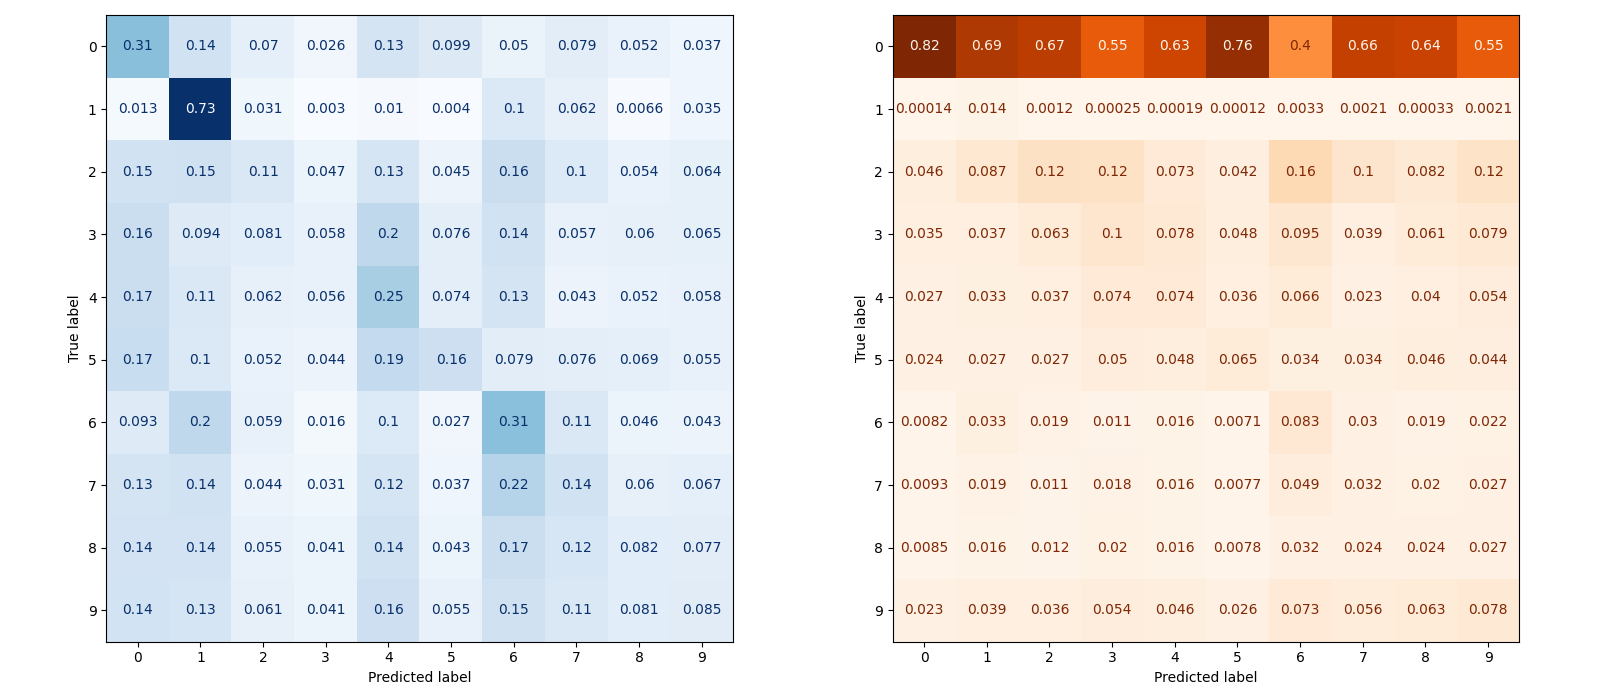 0 0.31 0.14 0.07 0.026 0.13 0.099 0.05 0.079 0.052 0.037
1 0.013 0.73 0.031 0.003 0.01 0.004 0.1 0.062 0.0066 0.035
2 0.15 0.15 0.11 0.047 0.13 0.045 0.16 0.1 0.054 0.064
3 0.16 0.094 0.081 0.058 0.2 0.076 0.14 0.057 0.06 0.065
4 0.17 0.11 0.062 0.056 0.25 0.074 0.13 0.043 0.052 0.058
5 0.17 0.1 0.052 0.044 0.19 0.16 0.079 0.076 0.069 0.055
6 0.093 0.2 0.059 0.016 0.1 0.027 0.31 0.11 0.046 0.043
7 0.13 0.14 0.044 0.031 0.12 0.037 0.22 0.14 0.06 0.067
8 0.14 0.14 0.055 0.041 0.14 0.043 0.17 0.12 0.082 0.077
9 0.14 0.13 0.061 0.041 0.16 0.055 0.15 0.11 0.081 0.085
0 1 2 3 4 5 6 7 8 9
Predicted label
True label
0 0.82 0.69 0.67 0.55 0.63 0.76 0.4 0.66 0.64 0.55
1 0.00014 0.014 0.0012 0.00025 0.00019 0.00012 0.0033 0.0021 0.00033 0.0021
2 0.046 0.087 0.12 0.12 0.073 0.042 0.16 0.1 0.082 0.12
3 0.035 0.037 0.063 0.1 0.078 0.048 0.095 0.039 0.061 0.079
4 0.027 0.033 0.037 0.074 0.074 0.036 0.066 0.023 0.04 0.054
5 0.024 0.027 0.027 0.05 0.048 0.065 0.034 0.034 0.046 0.044
6 0.0082 0.033 0.019 0.011 0.016 0.0071 0.083 0.03 0.019 0.022
7 0.0093 0.019 0.011 0.018 0.016 0.0077 0.049 0.032 0.02 0.027
8 0.0085 0.016 0.012 0.02 0.016 0.0078 0.032 0.024 0.024 0.027
9 0.023 0.039 0.036 0.054 0.046 0.026 0.073 0.056 0.063 0.078
0 1 2 3 4 5 6 7 8 9
Predicted label
True label